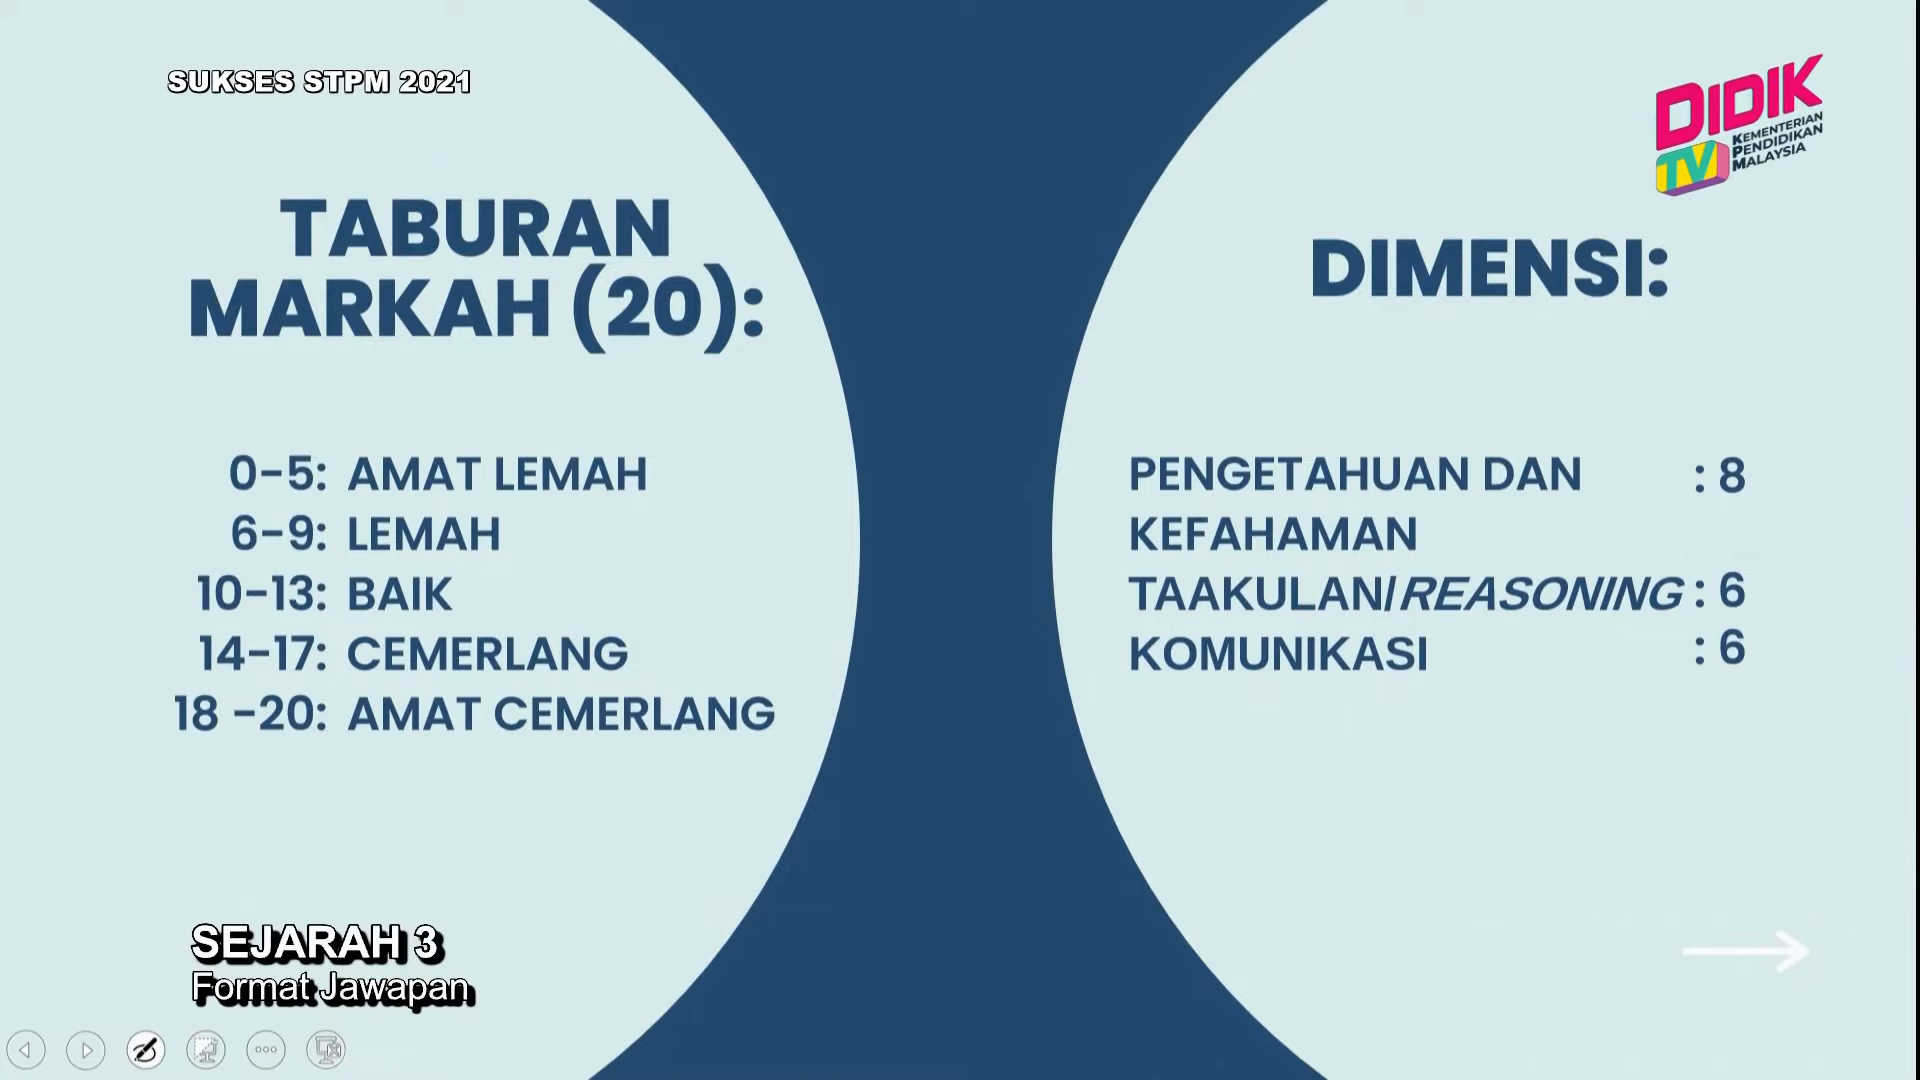 SUKSES STPM 2021
DIDIK
TV
KEMENTERIAN
PENDIDIKAN
MALAYSIA
TABURAN
MARKAH (20):
0-5: AMAT LEMAH
6-9: LEMAH
10-13: BAIK
14-17: CEMERLANG
18 -20: AMAT CEMERLANG
DIMENSI:
PENGETAHUAN DAN : 8
KEFAHAMAN
TAAKULAN/REASONING : 6
KOMUNIKASI : 6
SEJARAH 3
Format Jawapan